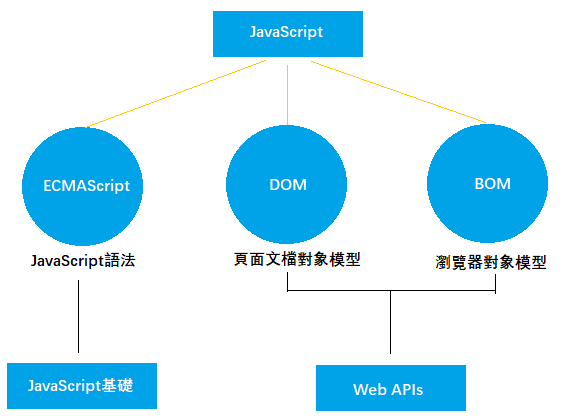 JavaScript
ECMAScript
DOM
BOM
JavaScript語法
頁面文檔對象模型
瀏覽器對象模型
JavaScript基礎
Web APIs